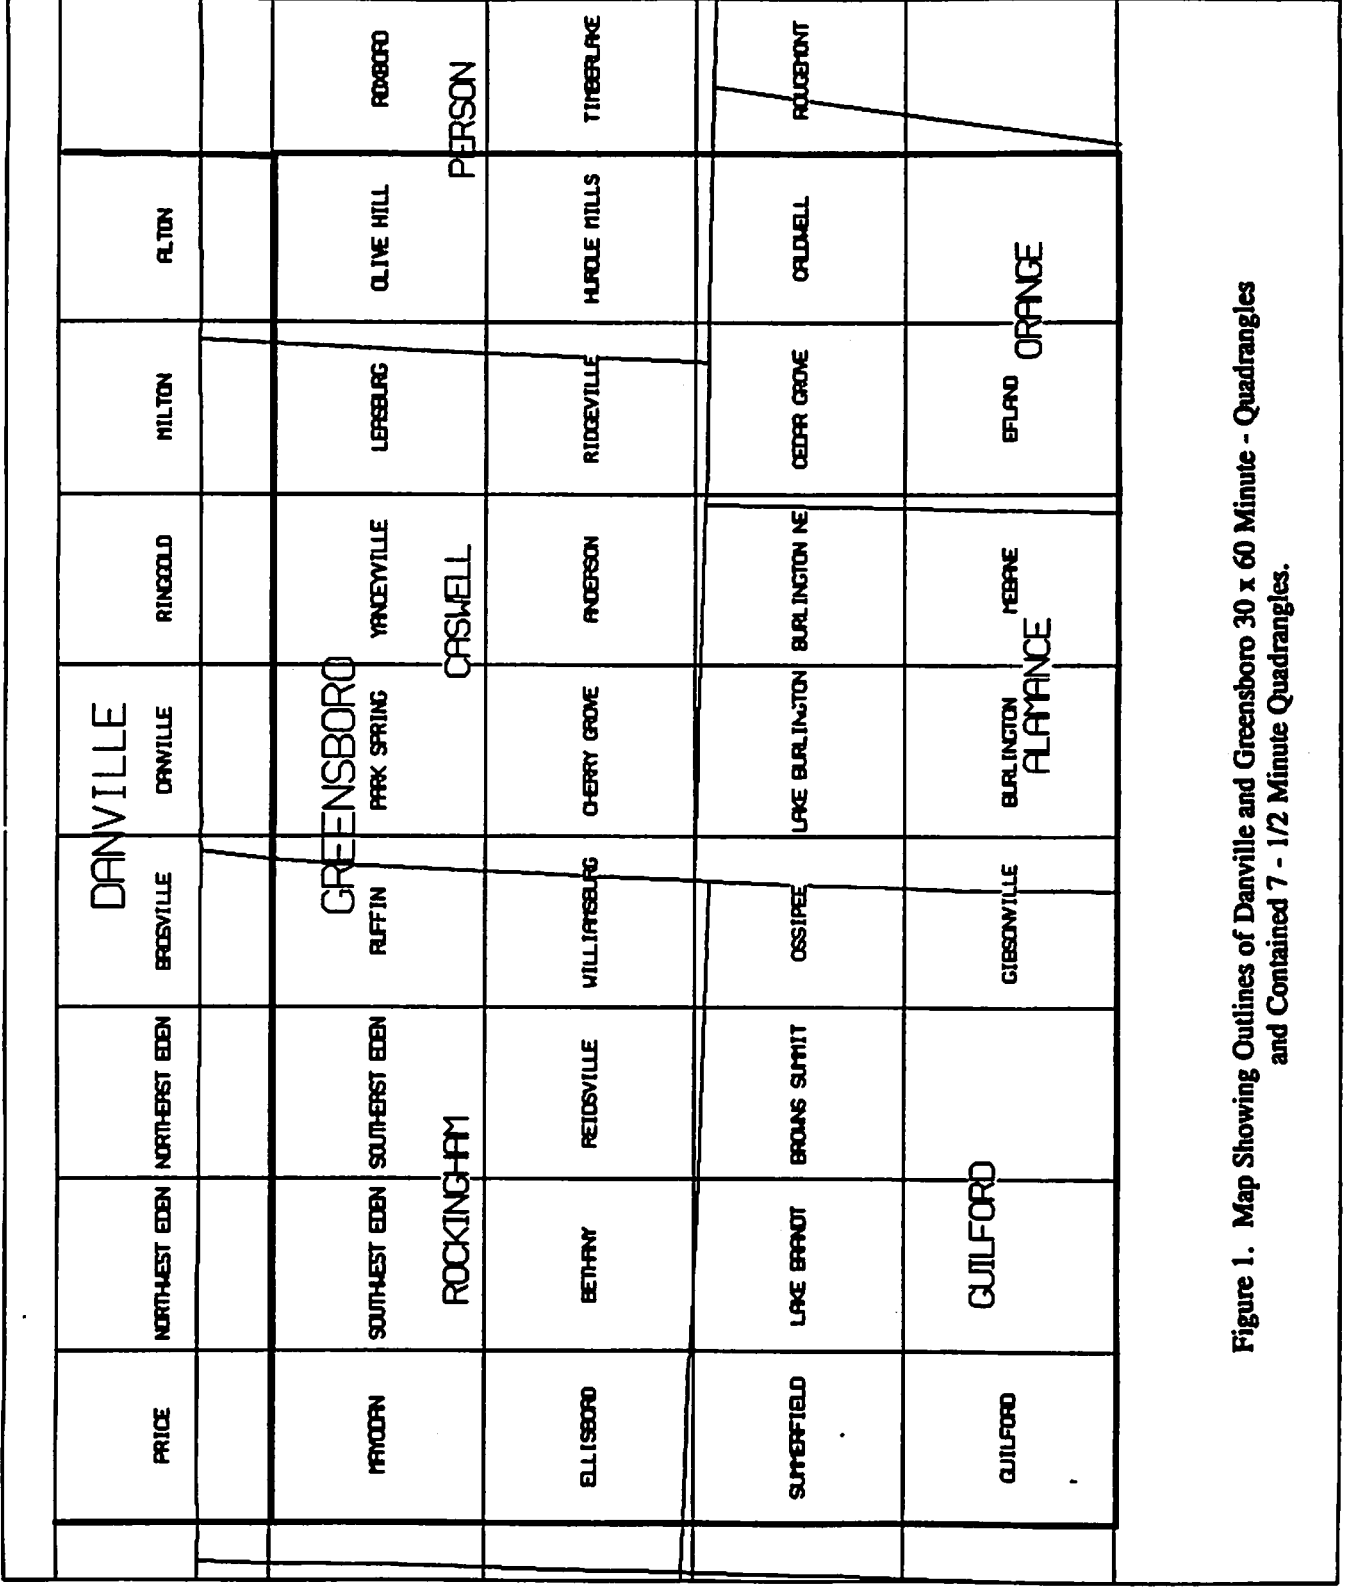 DANVILLE
PRICE
NORTHWEST EDEN
NORTHEAST EDEN
BROSVILLE
DANVILLE
RINGGOLD
MILTON
ALTON
GREENSBORO
MAYODAN
SOUTHWEST EDEN
SOUTHEAST EDEN
RUFFIN
PARK SPRING
YANCEYVILLE
LEASBURG
OLIVE HILL
ROXBORO
ROCKINGHAM
CASWELL
PERSON
ELLISBORO
BETHANY
REIDSVILLE
WILLIAMSBURG
CHERRY GROVE
ANDERSON
RIDGEVILLE
HURDLE MILLS
TIMBERLAKE
SUMMERFIELD
LAKE BRANDT
BROWNS SUMMIT
OSSIPEE
LAKE BURLINGTON
BURLINGTON NE
CEDAR GROVE
CALDWELL
ROUGEMONT
GUILFORD
GUILFORD
GIBSONVILLE
BURLINGTON
MEBANE
EFLAND
ALAMANCE
ORANGE
Figure 1. Map Showing Outlines of Danville and Greensboro 30 x 60 Minute - Quadrangles
and Contained 7 - 1/2 Minute Quadrangles.